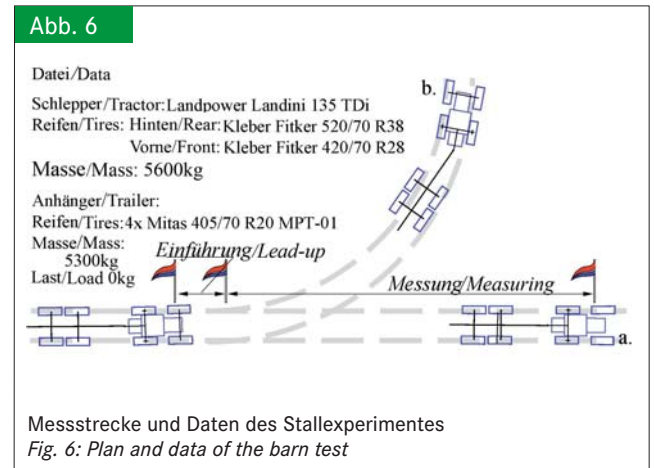 Abb. 6
Datei/Data
Schlepper/Tractor:Landpower Landini 135 TDi
Reifen/Tires: Hinten/Rear: Kleber Fitker 520/70 R38
Vorne/Front: Kleber Fitker 420/70 R28
Masse/Mass: 5600kg
Anhänger/Trailer:
Reifen/Tires:4x Mitas 405/70 R20 MPT-01
Masse/Mass:
5300kg
Last/Load 0kg
b.
Einführung/Lead-up
Messung/Measuring
a.
Messstrecke und Daten des Stallexperimentes
Fig. 6: Plan and data of the barn test